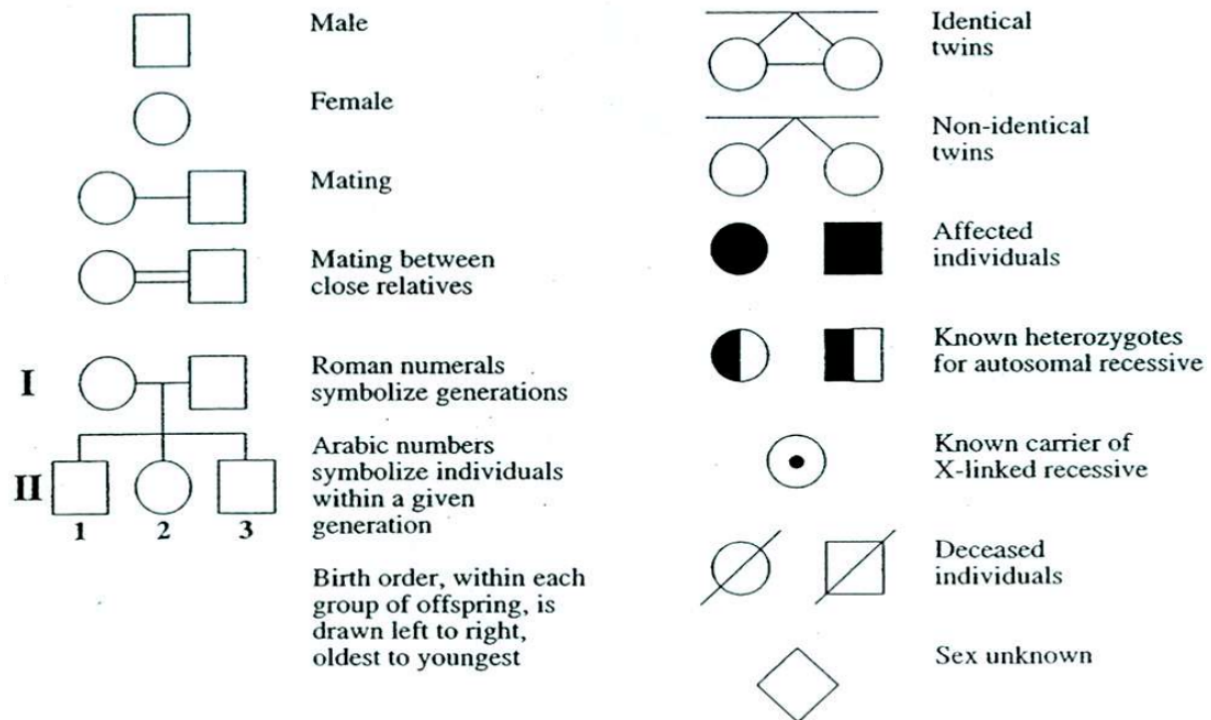 Male
Female
Mating
Mating between
close relatives
I
Roman numerals
symbolize generations
II
1 2 3
Arabic numbers
symbolize individuals
within a given
generation
Birth order, within each
group of offspring, is
drawn left to right,
oldest to youngest
Identical
twins
Non-identical
twins
Affected
individuals
Known heterozygotes
for autosomal recessive
Known carrier of
X-linked recessive
Deceased
individuals
Sex unknown